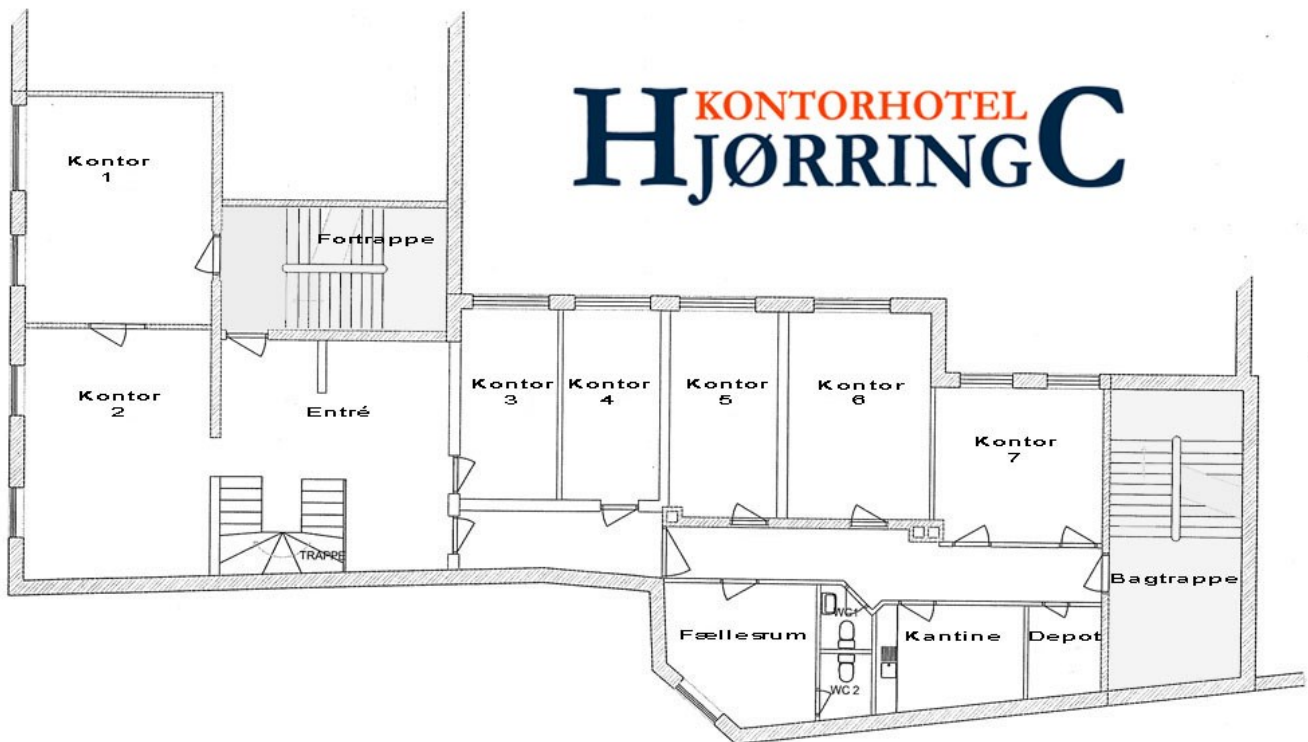 KONTORHOTEL
HJØRRING C
Kontor
1
Fortrappe
Kontor
2
Entré
Kontor
3
Kontor
4
Kontor
5
Kontor
6
Kontor
7
TRAPPE
Bagtrappe
Fællesrum
WC1
WC 2
Kantine
Depot